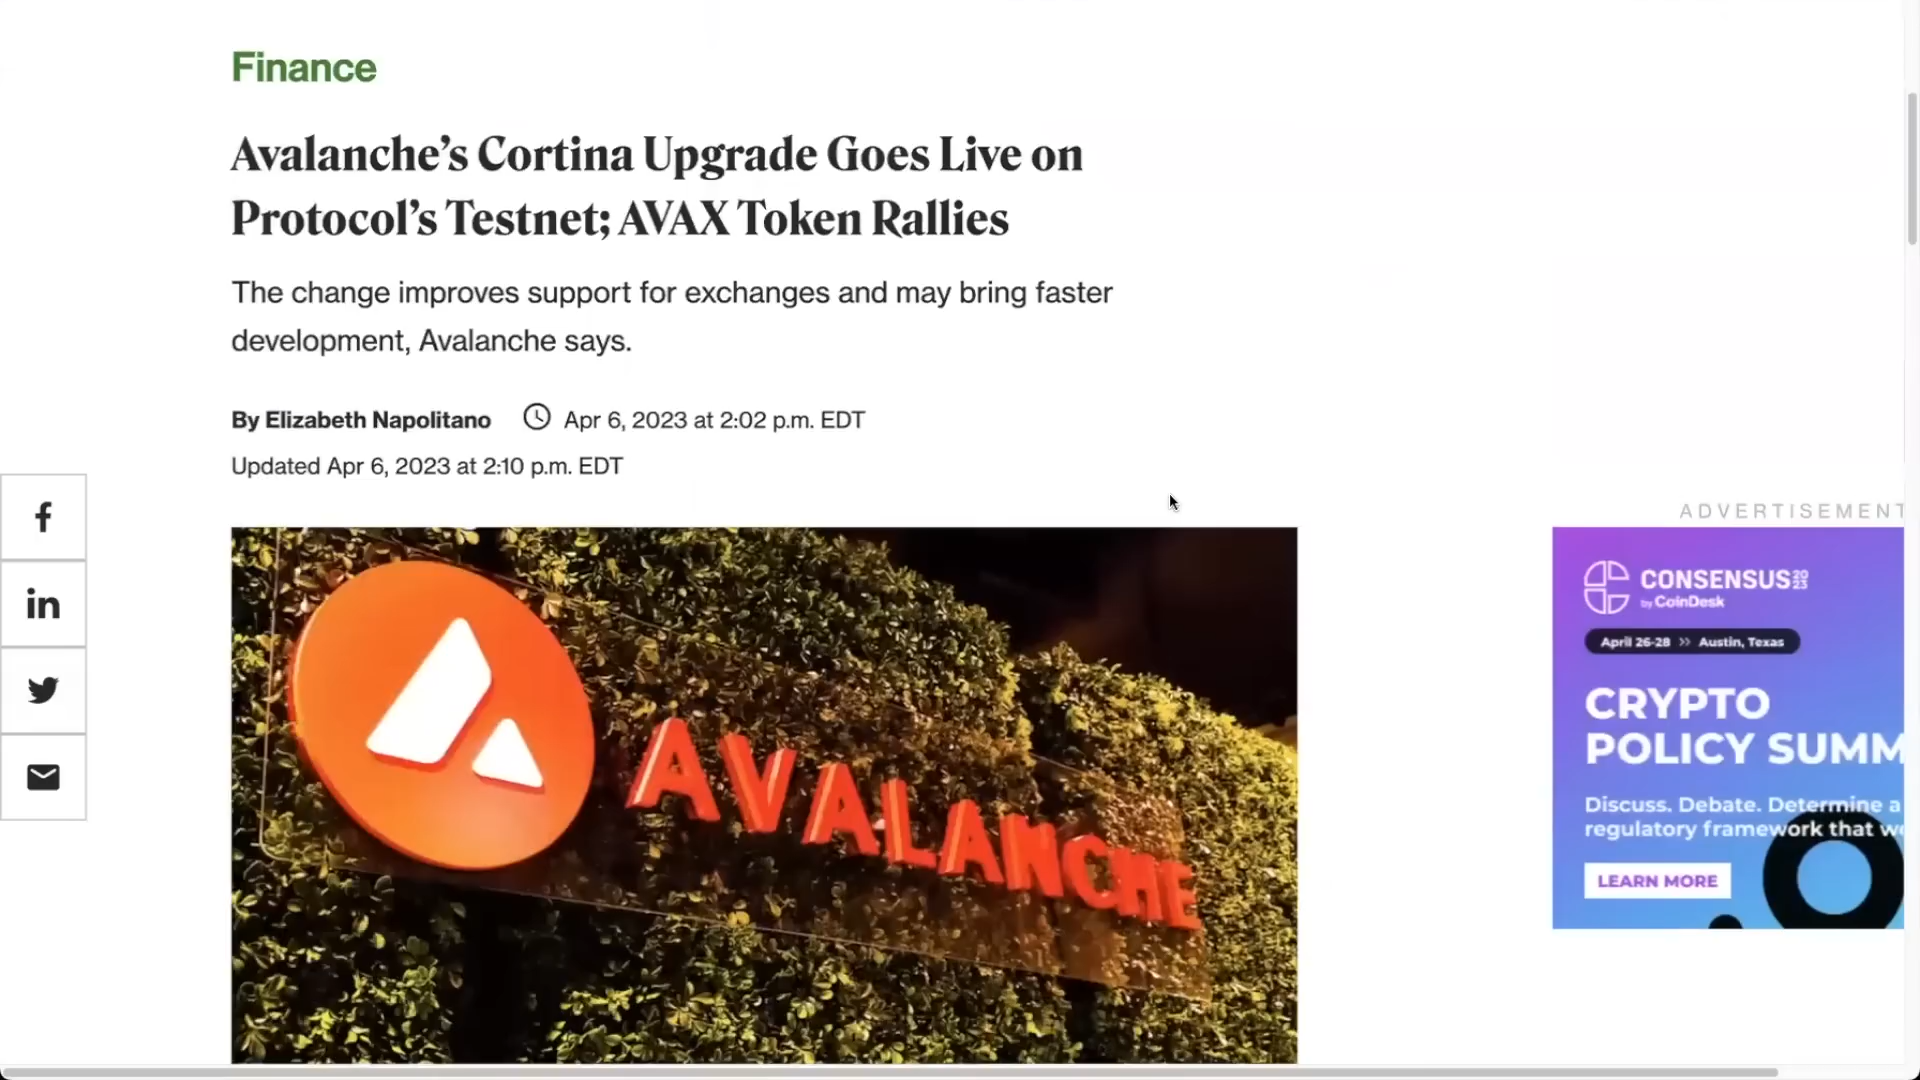 Finance
Avalanche’s Cortina Upgrade Goes Live on
Protocol’s Testnet; AVAX Token Rallies
The change improves support for exchanges and may bring faster
development, Avalanche says.
By Elizabeth Napolitano Apr 6, 2023 at 2:02 p.m. EDT
Updated Apr 6, 2023 at 2:10 p.m. EDT
f
in
AVALANCHE
ADVERTISEMENT
CONSENSUS 2023
by CoinDesk
April 26-28 >> Austin, Texas
CRYPTO
POLICY SUMM
Discuss. Debate. Determine a
regulatory framework that we
LEARN MORE